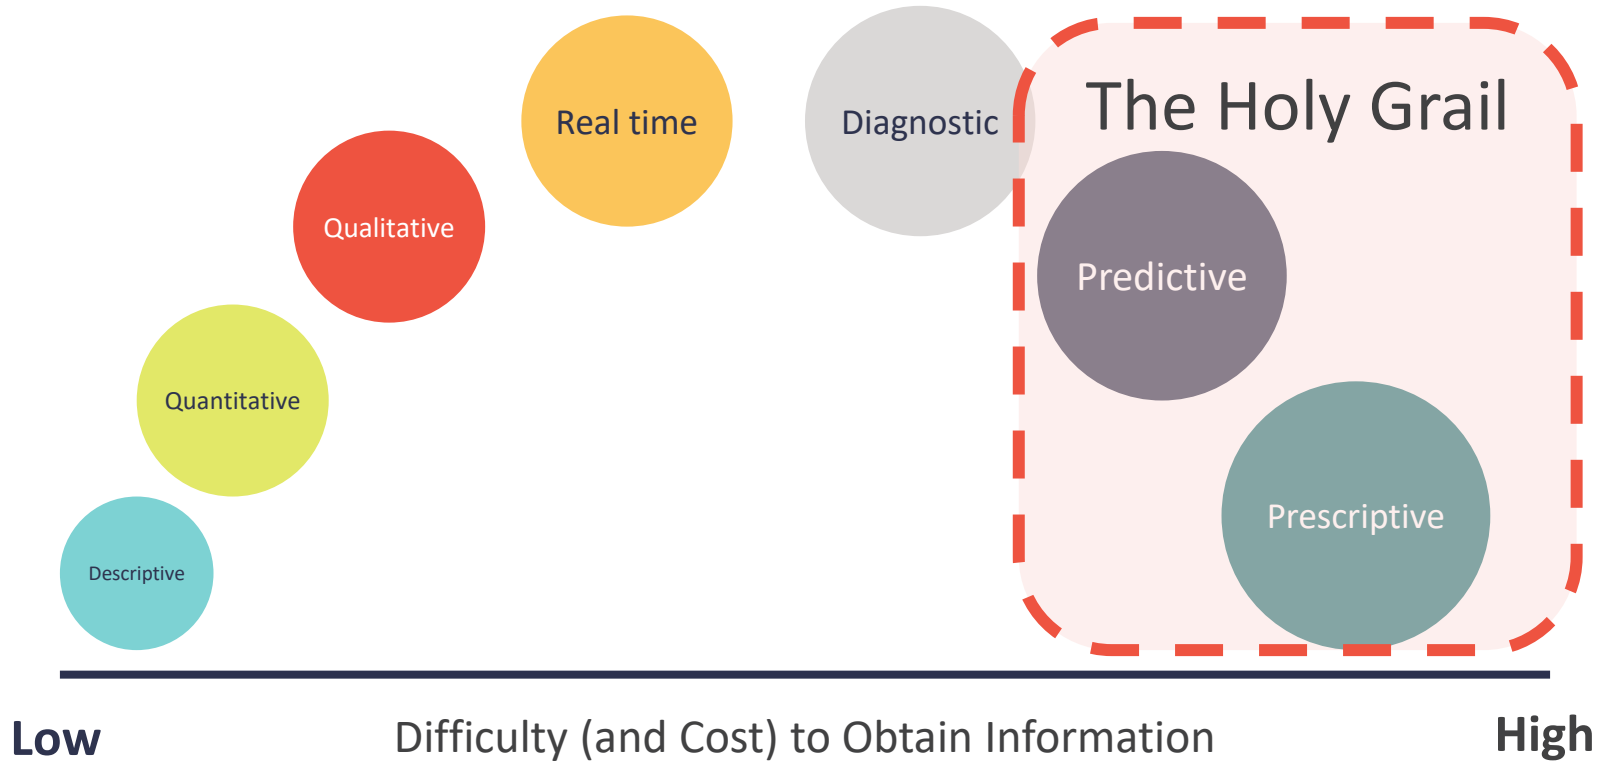 The Holy Grail
Real time
Diagnostic
Qualitative
Predictive
Quantitative
Prescriptive
Descriptive
Low
Difficulty (and Cost) to Obtain Information
High